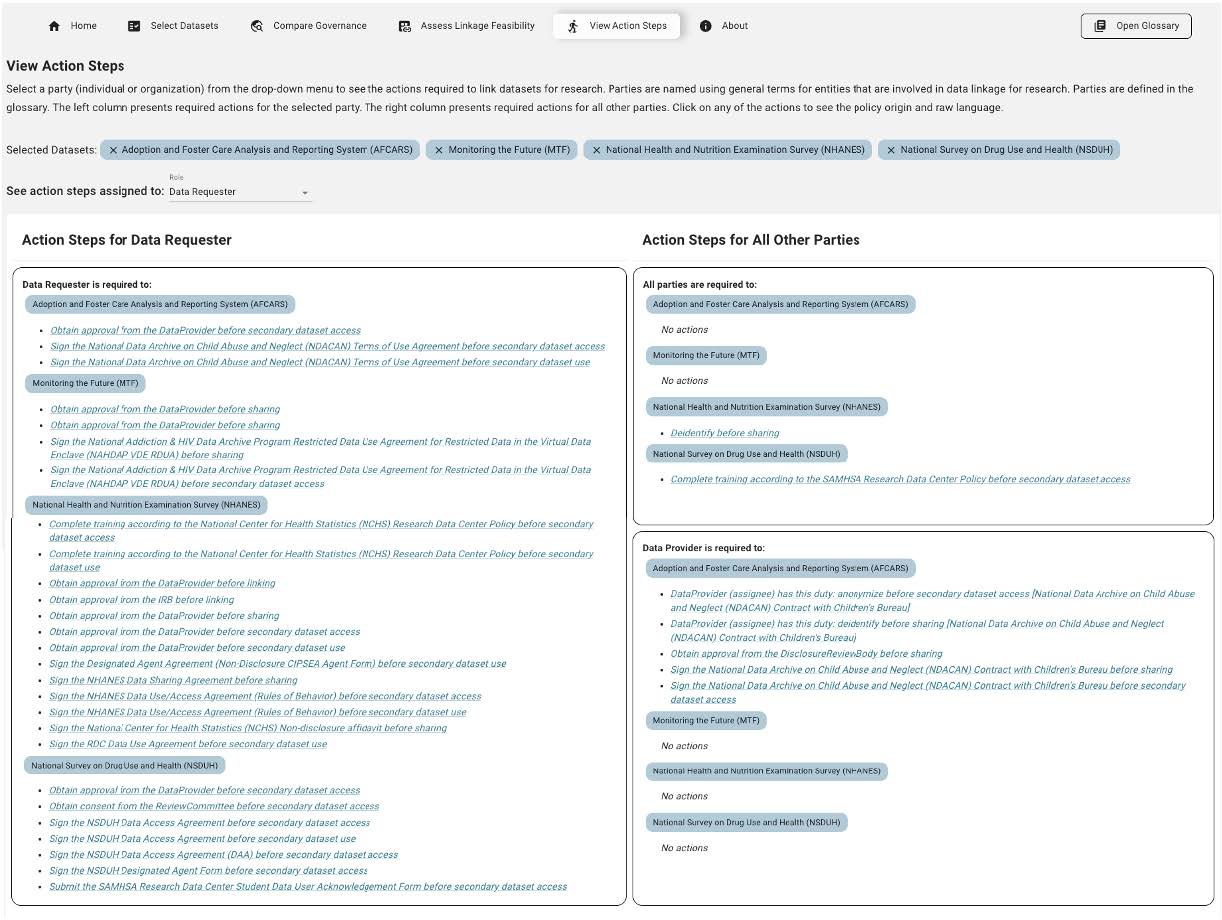 Home
Select Datasets
Compare Governance
Assess Linkage Feasibility
View Action Steps
About
Open Glossary
View Action Steps
Select a party (individual or organization) from the drop-down menu to see the actions required to link datasets for research. Parties are named using general terms for entities that are involved in data linkage for research. Parties are defined in the
glossary. The left column presents required actions for the selected party. The right column presents required actions for all other parties. Click on any of the actions to see the policy origin and raw language.
Selected Datasets:
Adoption and Foster Care Analysis and Reporting System (AFCARS)
Monitoring the Future (MTF)
National Health and Nutrition Examination Survey (NHANES)
National Survey on Drug Use and Health (NSDUH)
Role
See action steps assigned to: Data Requester
Action Steps for Data Requester
Data Requester is required to:
Adoption and Foster Care Analysis and Reporting System (AFCARS)
Obtain approval from the DataProvider before secondary dataset access
Sign the National Data Archive on Child Abuse and Neglect (NDACAN) Terms of Use Agreement before secondary dataset access
Sign the National Data Archive on Child Abuse and Neglect (NDACAN) Terms of Use Agreement before secondary dataset use
Monitoring the Future (MTF)
Obtain approval from the DataProvider before sharing
Obtain approval from the DataProvider before sharing
Sign the National Addiction & HIV Data Archive Program Restricted Data Use Agreement for Restricted Data in the Virtual Data
Enclave (NAHDAP VDE RDUA) before sharing
Sign the National Addiction & HIV Data Archive Program Restricted Data Use Agreement for Restricted Data in the Virtual Data
Enclave (NAHDAP VDE RDUA) before secondary dataset access
National Health and Nutrition Examination Survey (NHANES)
Complete training according to the National Center for Health Statistics (NCHS) Research Data Center Policy before secondary
dataset access
Complete training according to the National Center for Health Statistics (NCHS) Research Data Center Policy before secondary
dataset use
Obtain approval from the DataProvider before linking
Obtain approval from the IRB before linking
Obtain approval from the DataProvider before sharing
Obtain approval from the DataProvider before secondary dataset access
Obtain approval from the DataProvider before secondary dataset use
Sign the Designated Agent Agreement (Non-Disclosure CIPSEA Agent Form) before secondary dataset use
Sign the NHANES Data Sharing Agreement before sharing
Sign the NHANES Data Use/Access Agreement (Rules of Behavior) before secondary dataset access
Sign the NHANES Data Use/Access Agreement (Rules of Behavior) before secondary dataset use
Sign the National Center for Health Statistics (NCHS) Non-disclosure affidavit before sharing
Sign the RDC Data Use Agreement before secondary dataset use
National Survey on Drug Use and Health (NSDUH)
Obtain approval from the DataProvider before secondary dataset access
Obtain consent from the ReviewCommittee before secondary dataset access
Sign the NSDUH Data Access Agreement before secondary dataset access
Sign the NSDUH Data Access Agreement before secondary dataset use
Sign the NSDUH Data Access Agreement (DAA) before secondary dataset access
Sign the NSDUH Designated Agent Form before secondary dataset access
Submit the SAMHSA Research Data Center Student Data User Acknowledgement Form before secondary dataset access
Action Steps for All Other Parties
All parties are required to:
Adoption and Foster Care Analysis and Reporting System (AFCARS)
No actions
Monitoring the Future (MTF)
No actions
National Health and Nutrition Examination Survey (NHANES)
Deidentify before sharing
National Survey on Drug Use and Health (NSDUH)
Complete training according to the SAMHSA Research Data Center Policy before secondary dataset access
Data Provider is required to:
Adoption and Foster Care Analysis and Reporting System (AFCARS)
DataProvider (assignee) has this duty: anonymize before secondary dataset access [National Data Archive on Child Abuse
and Neglect (NDACAN) Contract with Children's Bureau]
DataProvider (assignee) has this duty: deidentify before sharing [National Data Archive on Child Abuse and Neglect
(NDACAN) Contract with Children's Bureau]
Obtain approval from the DisclosureReviewBody before sharing
Sign the National Data Archive on Child Abuse and Neglect (NDACAN) Contract with Children's Bureau before sharing
Sign the National Data Archive on Child Abuse and Neglect (NDACAN) Contract with Children's Bureau before secondary
dataset access
Monitoring the Future (MTF)
No actions
National Health and Nutrition Examination Survey (NHANES)
No actions
National Survey on Drug Use and Health (NSDUH)
No actions